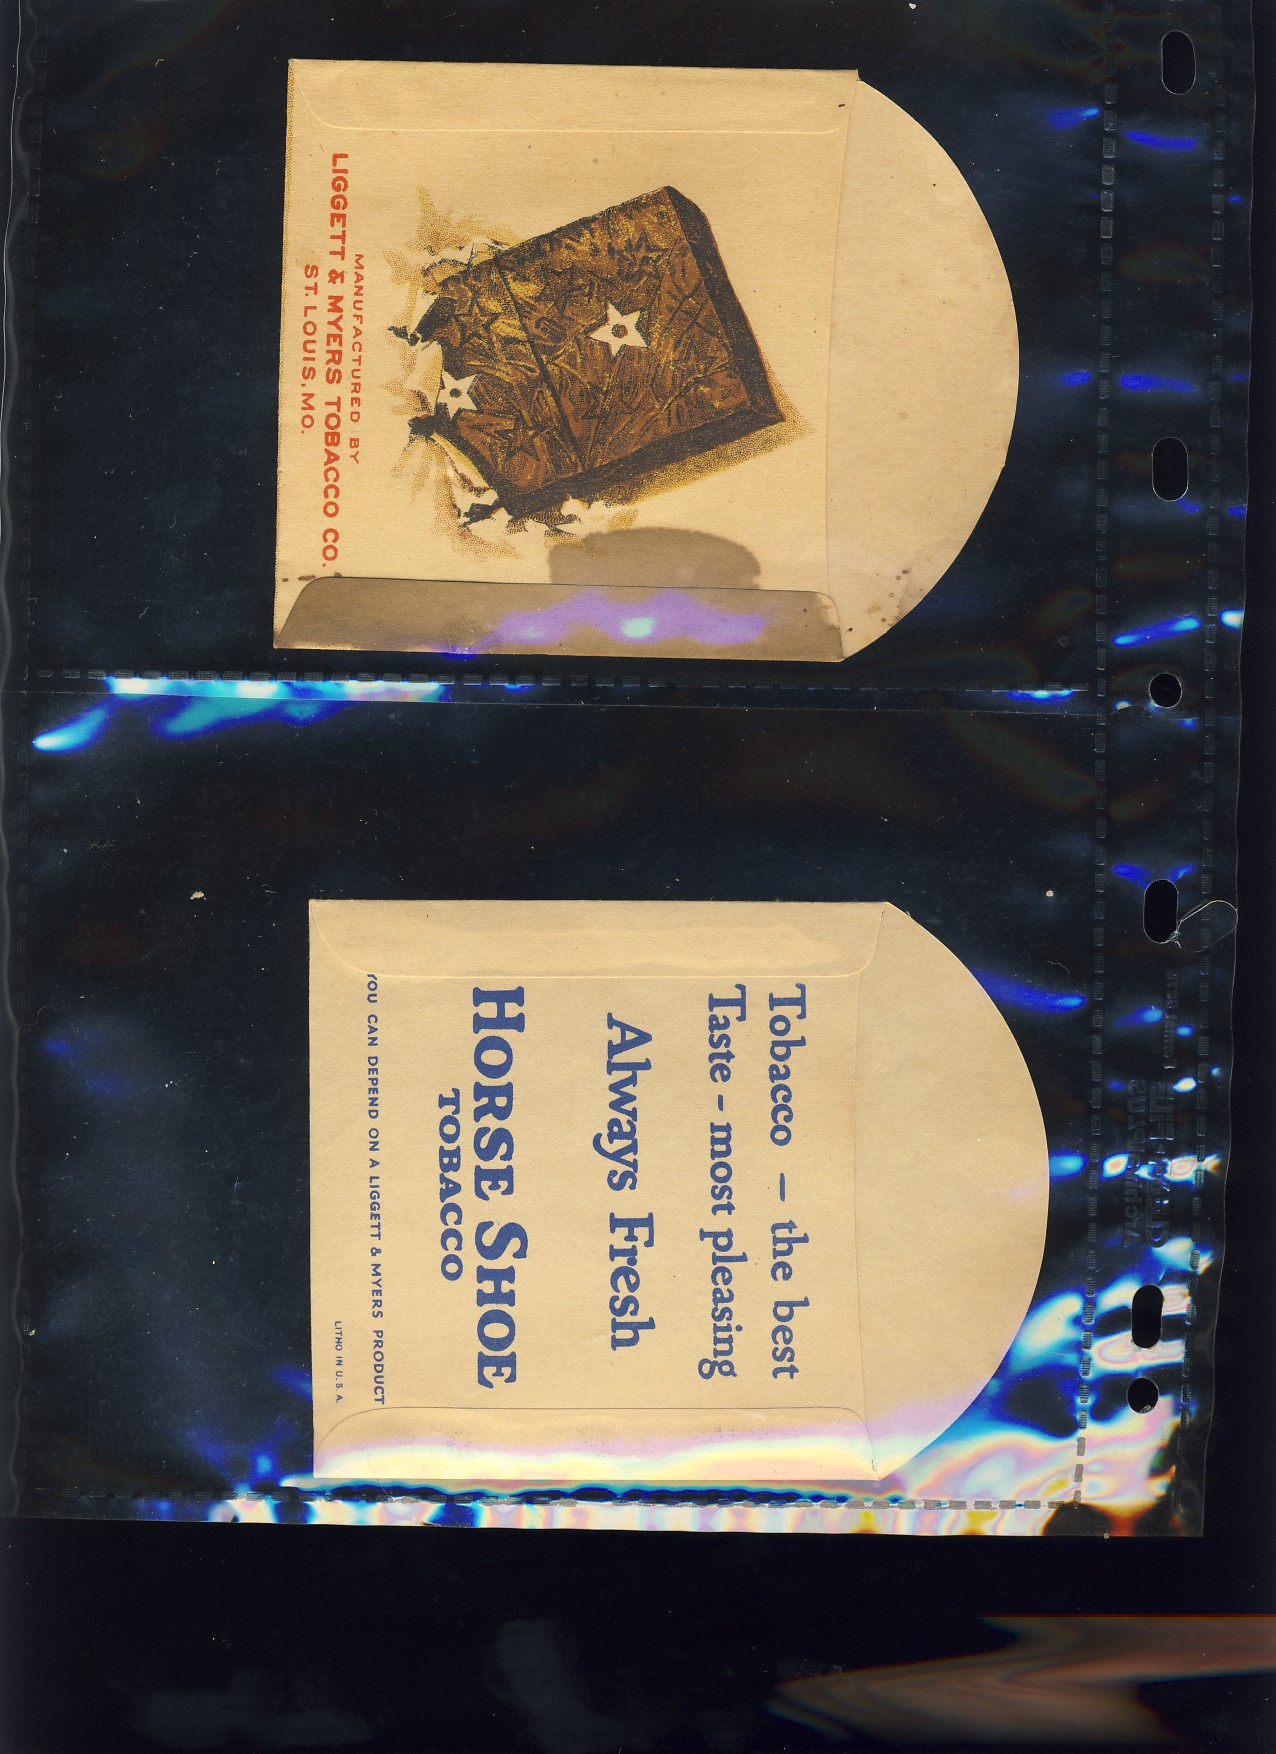 MANUFACTURED BY
LIGGETT & MYERS TOBACCO CO.
ST. LOUIS, MO.
Tobacco – the best
Taste - most pleasing
Always Fresh
HORSE SHOE
TOBACCO
YOU CAN DEPEND ON A LIGGETT & MYERS PRODUCT
LITHO IN U.S.A.